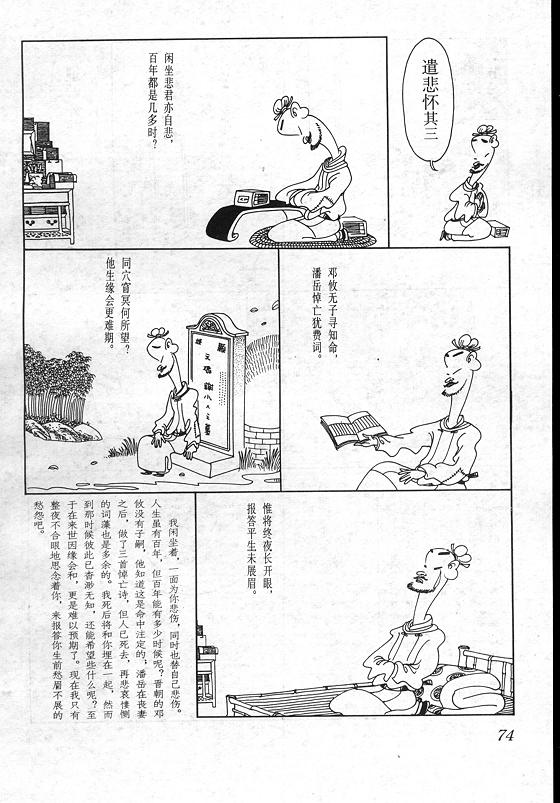 遣悲怀其三
闲坐悲君亦自悲，
百年都是几多时？
邓攸无子寻知命，
潘岳悼亡犹费词。
同穴窅冥何所望？
他生缘会更难期。
惟将终夜长开眼，
报答平生未展眉。
我闲坐着，一面为你悲伤，同时也替自己悲伤。
人生虽有百年，但百年能有多少时候呢？晋朝的邓
攸没有子嗣，他知道这是命中注定的；潘岳在丧妻
之后，做了三首悼亡诗，但人已死去，再悲哀悽恻
的词藻也是多余的。我死后将和你埋在一起，然而
到那时候彼此已杳渺无知，还能希望些什么呢？至
于在来世因缘会和，更是难以预期了。现在我只有
整夜不合眼地思念着你，来报答你生前愁眉不展的
愁怨吧。
74